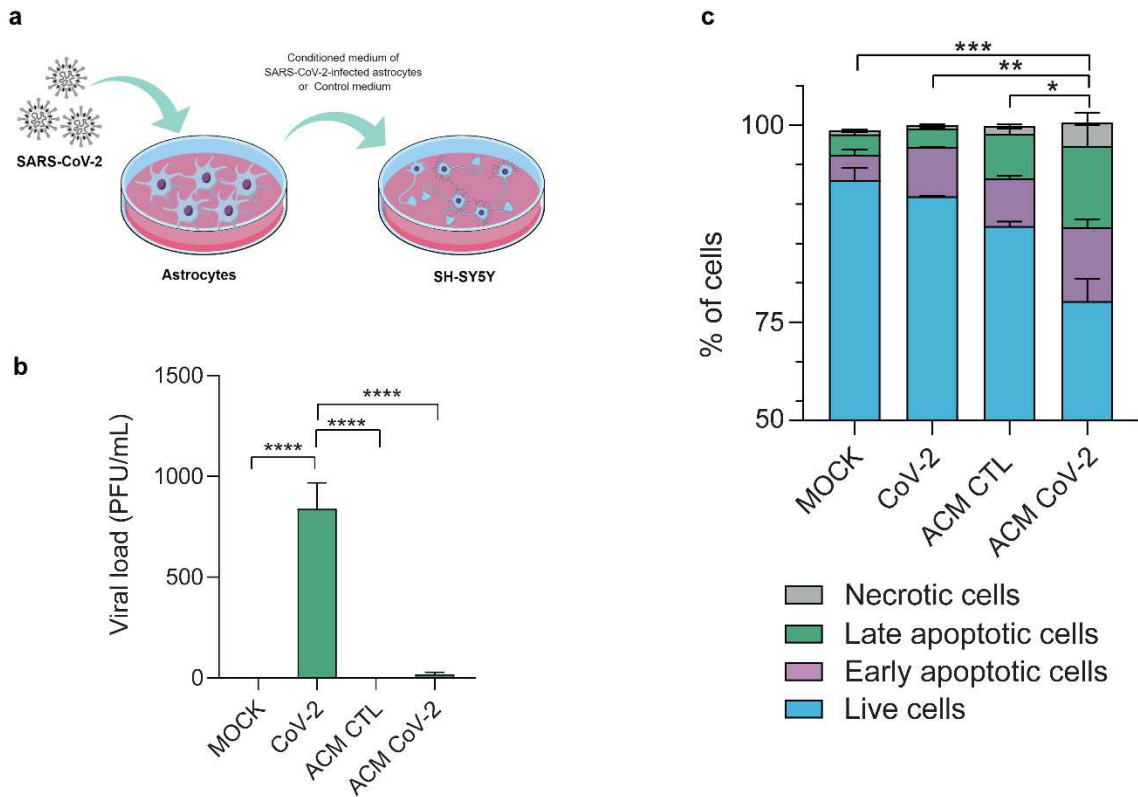 a
Conditioned medium of
SARS-CoV-2-infected astrocytes
or Control medium
SARS-CoV-2
Astrocytes
SH-SY5Y
b
Viral load (PFU/mL)
1500
1000
500
0
****
****
****
MOCK
CoV-2
ACM CTL
ACM CoV-2
c
% of cells
100
75
50
***
**
*
MOCK
CoV-2
ACM CTL
ACM CoV-2
Necrotic cells
Late apoptotic cells
Early apoptotic cells
Live cells